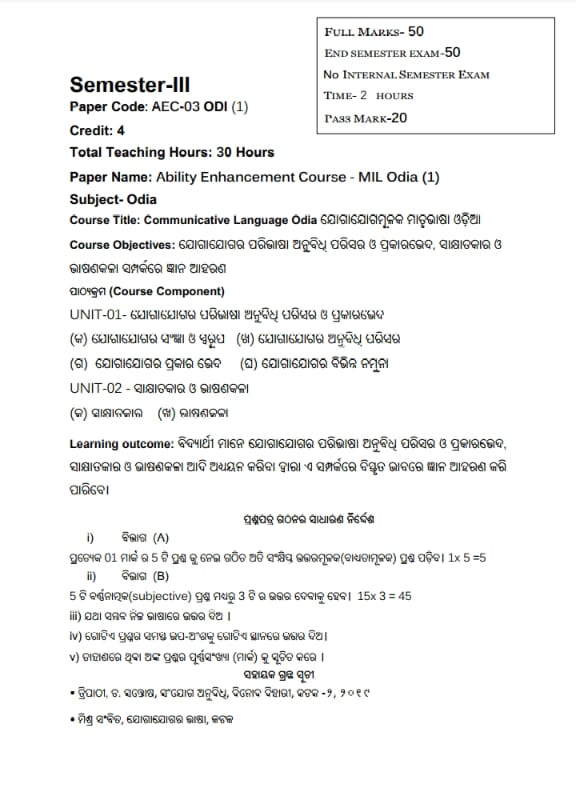 FULL MARKS- 50
END SEMESTER EXAM-50
NO INTERNAL SEMESTER EXAM
TIME- 2 HOURS
PASS MARK-20
Semester-III
Paper Code: AEC-03 ODI (1)
Credit: 4
Total Teaching Hours: 30 Hours
Paper Name: Ability Enhancement Course - MIL Odia (1)
Subject- Odia
Course Title: Communicative Language Odia ଯୋଗାଯୋଗମୂଳକ ମାତୃଭାଷା ଓଡ଼ିଆ
Course Objectives: ଯୋଗାଯୋଗର ପରିଭାଷା ଅନୁବିଧି ପରିସର ଓ ପ୍ରକାରଭେଦ, ସାକ୍ଷାତକାର ଓ
ଭାଷଣକଳା ସମ୍ପର୍କରେ ଜ୍ଞାନ ଆହରଣ
ପାଠ୍ୟକ୍ରମ (Course Component)
UNIT-01- ଯୋଗାଯୋଗର ପରିଭାଷା ଅନୁବିଧି ପରିସର ଓ ପ୍ରକାରଭେଦ
(କ) ଯୋଗାଯୋଗର ସଂଜ୍ଞା ଓ ସ୍ୱରୂପ (ଖ) ଯୋଗାଯୋଗର ଅନୁବିଧି ପରିସର
(ଗ) ଯୋଗାଯୋଗର ପ୍ରକାର ଭେଦ (ଘ) ଯୋଗାଯୋଗର ବିଭିନ୍ନ ନମୁନା
UNIT-02 - ସାକ୍ଷାତକାର ଓ ଭାଷଣକଳା
(କ) ସାକ୍ଷାତକାର (ଖ) ଭାଷଣକଳା
Learning outcome: ବିଦ୍ୟାର୍ଥୀ ମାନେ ଯୋଗାଯୋଗର ପରିଭାଷା ଅନୁବିଧି ପରିସର ଓ ପ୍ରକାରଭେଦ,
ସାକ୍ଷାତକାର ଓ ଭାଷଣକଳା ଆଦି ଅଧ୍ୟୟନ କରିବା ଦ୍ୱାରା ଏ ସମ୍ପର୍କରେ ବିସ୍ତୃତ ଭାବରେ ଜ୍ଞାନ ଆହରଣ କରି
ପାରିବେ।
ପ୍ରଶ୍ନପତ୍ର ଗଠନର ସାଧାରଣ ନିର୍ଦ୍ଦେଶ
i) ବିଭାଗ (A)
ପ୍ରତ୍ୟେକ 01 ମାର୍କ ର 5 ଟି ପ୍ରଶ୍ନ କୁ ନେଇ ଗଠିତ ଅତି ସଂକ୍ଷିପ୍ତ ଉତ୍ତରମୂଳକ(ବାଧ୍ୟତାମୂଳକ) ପ୍ରଶ୍ନ ପଡ଼ିବ। 1x 5 =5
ii) ବିଭାଗ (B)
5 ଟି ବର୍ଣ୍ଣନାତ୍ମକ(subjective) ପ୍ରଶ୍ନ ମଧ୍ୟରୁ 3 ଟି ର ଉତ୍ତର ଦେବାକୁ ହେବ। 15x 3 = 45
iii) ଯଥା ସମ୍ଭବ ନିଜ ଭାଷାରେ ଉତ୍ତର ଦିଅ ।
iv) ଗୋଟିଏ ପ୍ରଶ୍ନର ସମସ୍ତ ଉପ-ଅଂଶକୁ ଗୋଟିଏ ସ୍ଥାନରେ ଉତ୍ତର ଦିଅ।
v) ଡାହାଣରେ ଥିବା ଅଙ୍କ ପ୍ରଶ୍ନର ପୂର୍ଣ୍ଣସଂଖ୍ୟା (ମାର୍କ) କୁ ସୂଚିତ କରେ ।
ସହାୟକ ଗ୍ରନ୍ଥ ସୂଚୀ
• ତ୍ରିପାଠୀ, ଡ. ସନ୍ତୋଷ, ସଂଯୋଗ ଅନୁବିଧି, ବିନୋଦ ବିହାରୀ, କଟକ -୨, ୨୦୧୯
• ମିଶ୍ର ସଂବିତ, ଯୋଗାଯୋଗର ଭାଷା, କଟକ